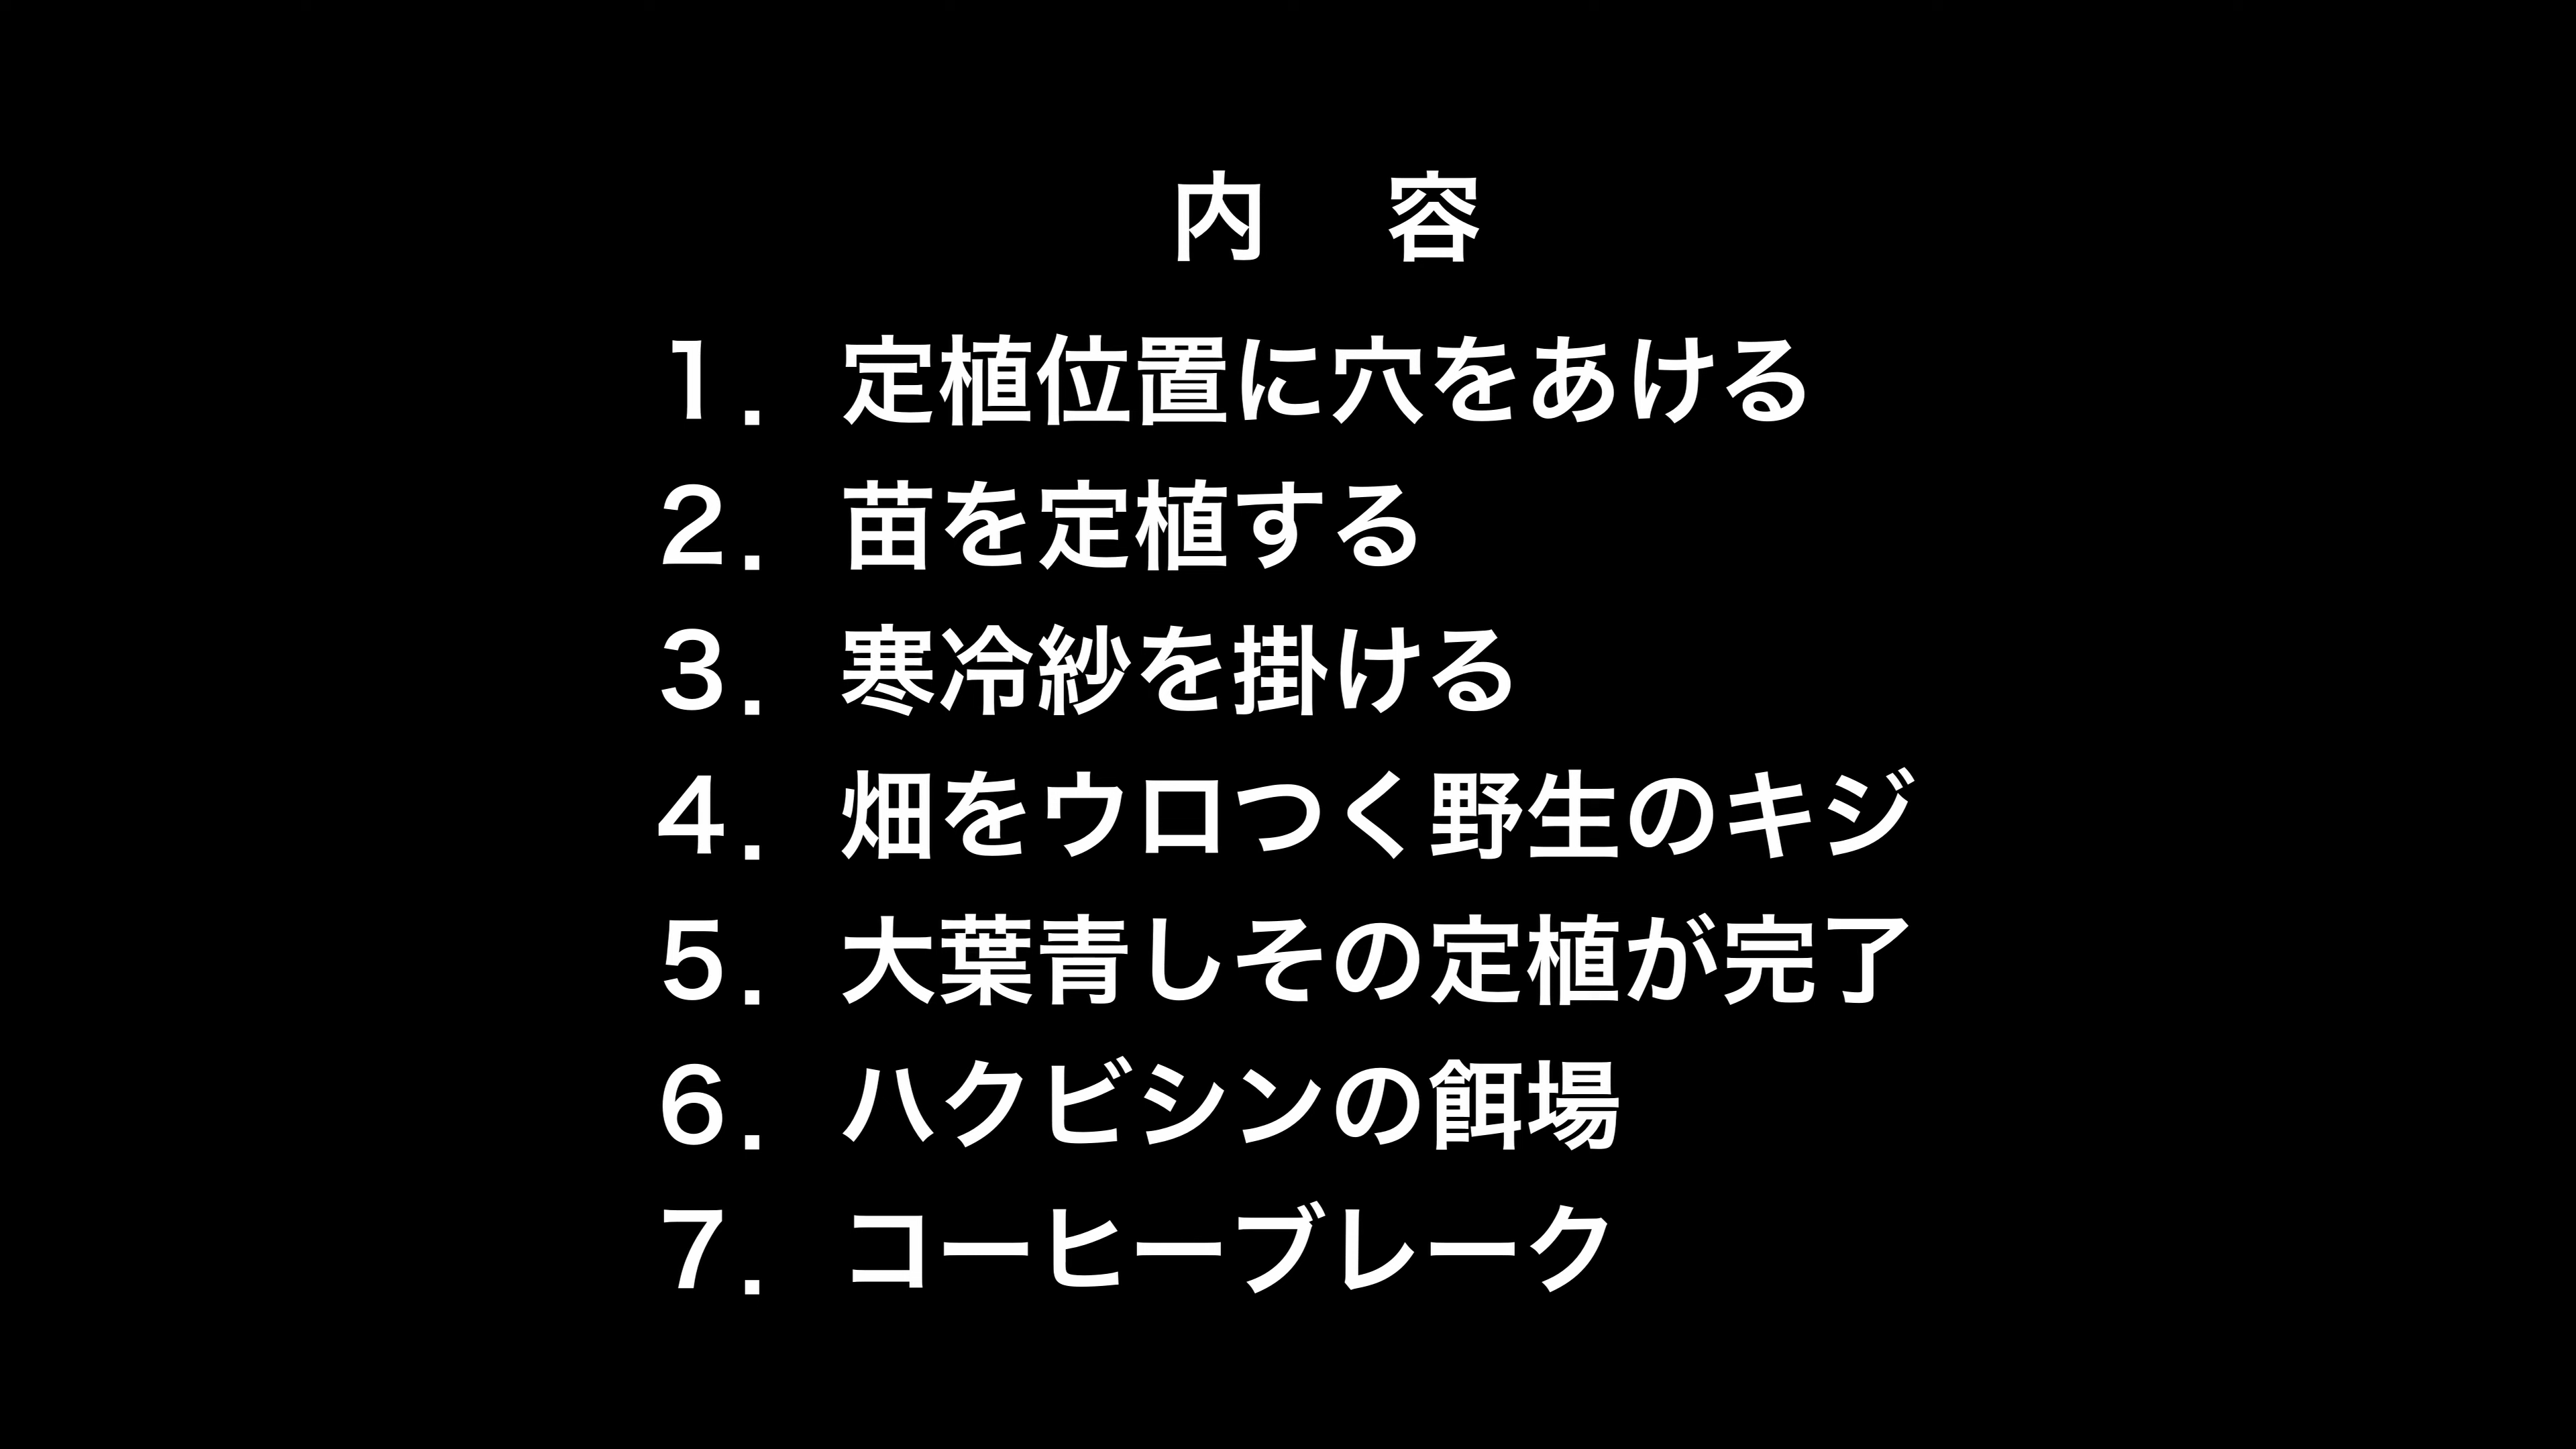 内　容
１．定植位置に穴をあける
２．苗を定植する
３．寒冷紗を掛ける
４．畑をウロつく野生のキジ
５．大葉青しその定植が完了
６．ハクビシンの餌場
７．コーヒーブレーク